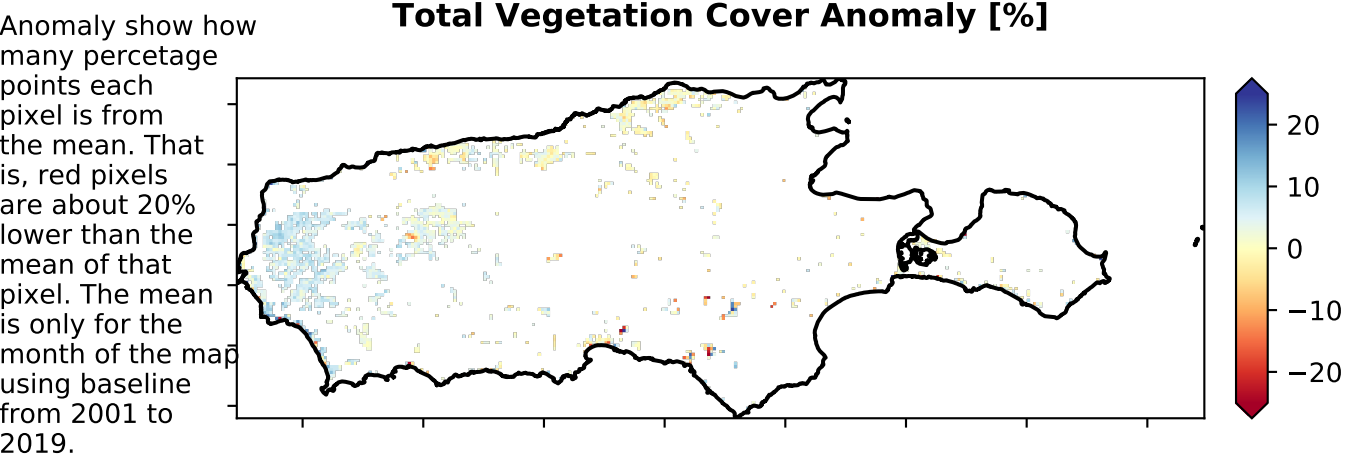 Total Vegetation Cover Anomaly [%]
Anomaly show how
many percetage
points each
pixel is from
the mean. That
is, red pixels
are about 20%
lower than the
mean of that
pixel. The mean
is only for the
month of the map
using baseline
from 2001 to
2019.
20
10
0
−10
−20